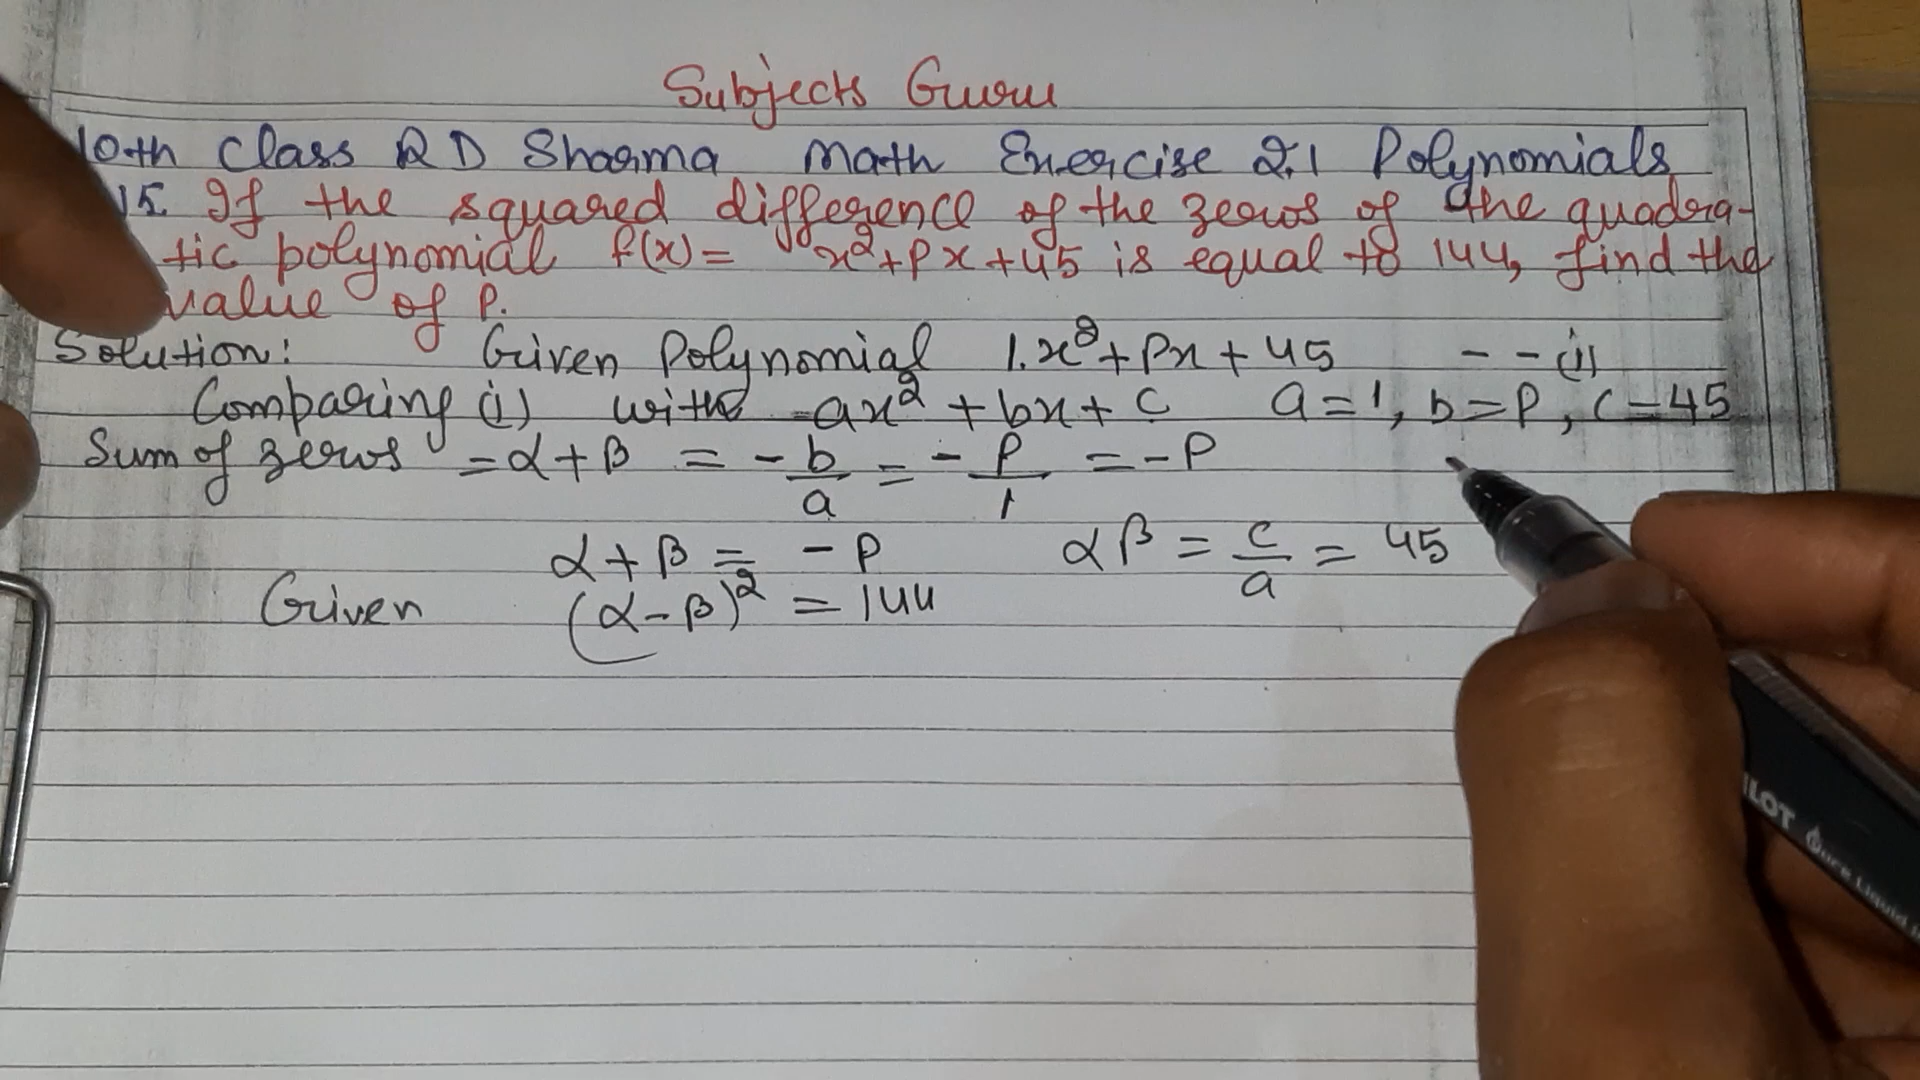 Subjects Guru
10th Class RD Sharma Math Exercise 2.1 Polynomials
15. If the squared difference of the zeros of the quadra-
tic polynomial f(x) = x²+px+45 is equal to 144, find the
value of P.
Solution: Given Polynomial 1.x²+Px+45 --(i)
Comparing (i) with ax²+bx+c a=1, b=P, c=45
Sum of zeros = α+β = -b/a = -P/1 = -P
α+β = -P αβ = c/a = 45
Given (α-β)² = 144
PILOT Pure Liquid